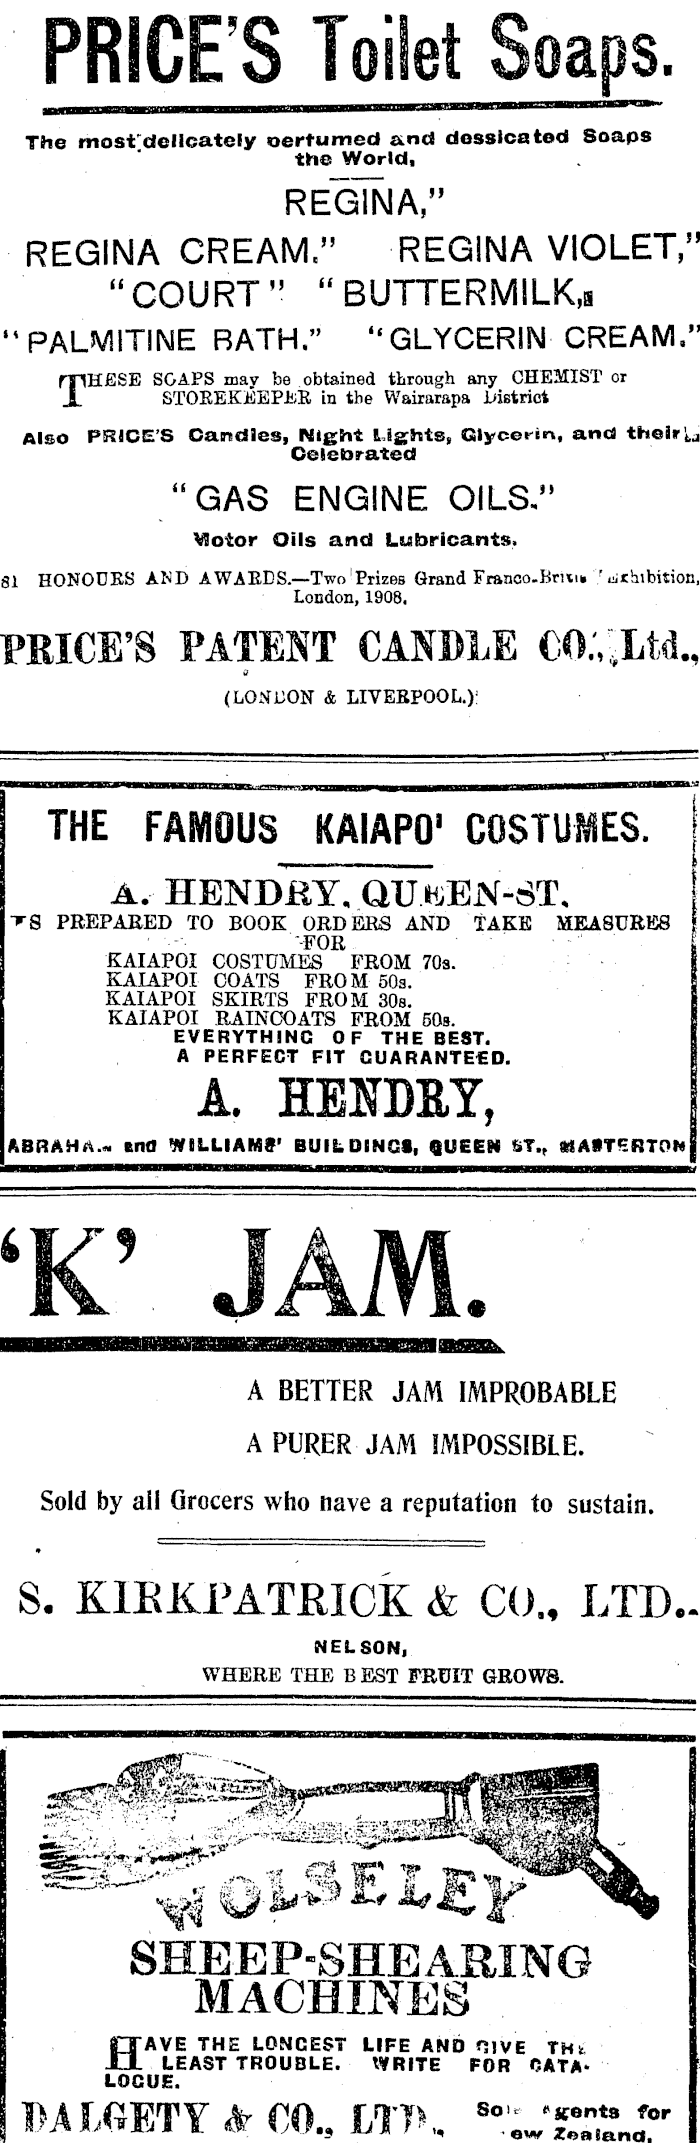 PRICE'S Toilet Soaps.
The most delicately perfumed and dessicated Soaps
the World,
REGINA,"
REGINA CREAM." REGINA VIOLET,"
"COURT" "BUTTERMILK,
"PALMITINE BATH." "GLYCERIN CREAM."
THESE SOAPS may be obtained through any CHEMIST or
STOREKEEPER in the Wairarapa District
Also PRICE'S Candles, Night Lights, Glycerin, and their
Celebrated
"GAS ENGINE OILS."
Motor Oils and Lubricants.
81 HONOURS AND AWARDS.—Two Prizes Grand Franco-British Exhibition,
London, 1908.
PRICE'S PATENT CANDLE CO., Ltd.,
(LONDON & LIVERPOOL.)
THE FAMOUS KAIAPO' COSTUMES.
A. HENDRY, QUEEN-ST.
IS PREPARED TO BOOK ORDERS AND TAKE MEASURES
FOR
KAIAPOI COSTUMES FROM 70s.
KAIAPOI COATS FROM 50s.
KAIAPOI SKIRTS FROM 30s.
KAIAPOI RAINCOATS FROM 50s.
EVERYTHING OF THE BEST.
A PERFECT FIT GUARANTEED.
A. HENDRY,
ABRAHAM and WILLIAMS' BUILDINGS, QUEEN ST., MASTERTON
'K' JAM.
A BETTER JAM IMPROBABLE
A PURER JAM IMPOSSIBLE.
Sold by all Grocers who have a reputation to sustain.
S. KIRKPATRICK & CO., LTD.
NELSON,
WHERE THE BEST FRUIT GROWS.
WOLSELEY
SHEEP-SHEARING
MACHINES
HAVE THE LONGEST LIFE AND GIVE THE
LEAST TROUBLE. WRITE FOR CATA-
LOGUE.
DALGETY & CO., LTD., Sole Agents for
ew Zealand.